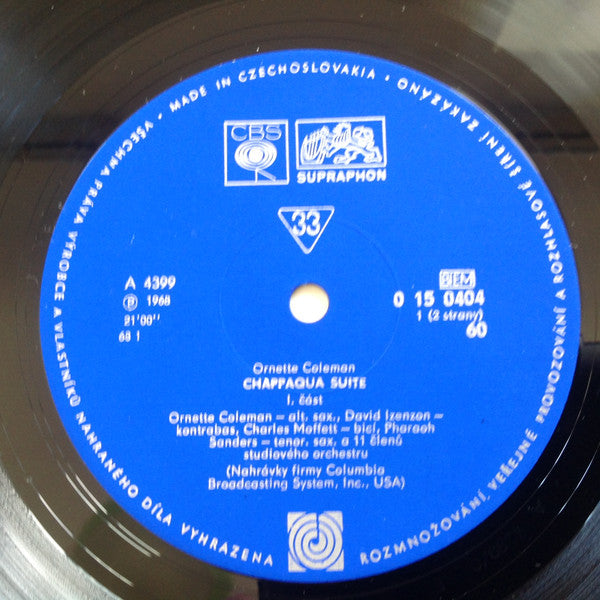 VŠECHNA PRÁVA VÝROBCE A VLASTNÍKŮ NAHRANÉHO DÍLA VYHRAZENA
ROZMNOŽOVÁNÍ, VEŘEJNÉ PROVOZOVÁNÍ A ROZHLASOVÉ ŠÍŘENÍ ZAKÁZÁNO • MADE IN CZECHOSLOVAKIA •
CBS
SUPRAPHON
33
A 4399
℗ 1968
21'00''
68 1
BIEM
0 15 0404
1 (2 strany)
60
Ornette Coleman
CHAPPAQUA SUITE
I. část
Ornette Coleman – alt. sax., David Izenzon –
kontrabas, Charles Moffett – bicí, Pharaoh
Sanders – tenor. sax. a 11 členů
studiového orchestru
(Nahrávky firmy Columbia
Broadcasting System, Inc., USA)